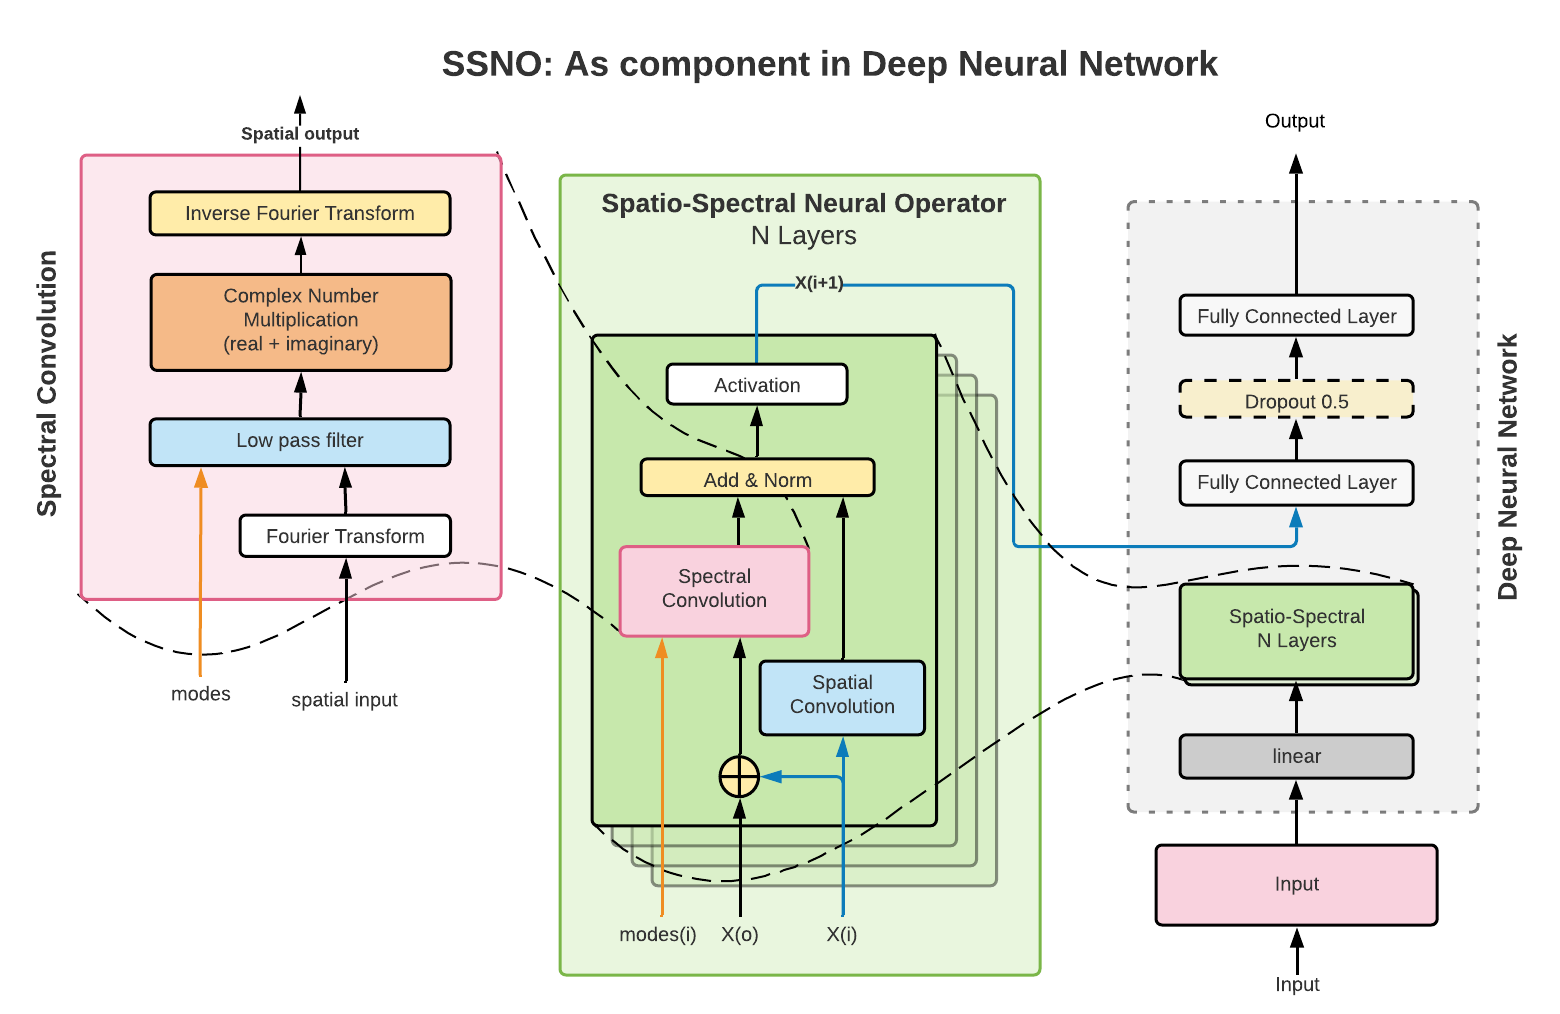 SSNO: As component in Deep Neural Network
Spectral Convolution
Spatial output
Inverse Fourier Transform
Complex Number
Multiplication
(real + imaginary)
Low pass filter
Fourier Transform
modes
spatial input
Spatio-Spectral Neural Operator
N Layers
X(i+1)
Activation
Add & Norm
Spectral
Convolution
Spatial
Convolution
modes(i)
X(o)
X(i)
Output
Fully Connected Layer
Dropout 0.5
Fully Connected Layer
Spatio-Spectral
N Layers
linear
Input
Input
Deep Neural Network